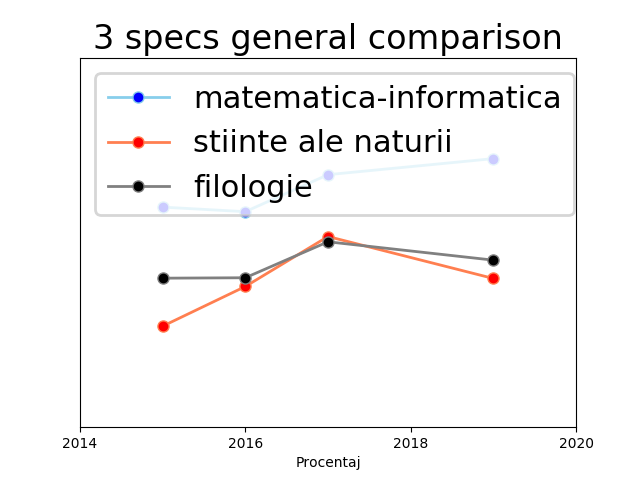 3 specs general comparison
matematica-informatica
stiinte ale naturii
filologie
2014 2016 2018 2020
Procentaj